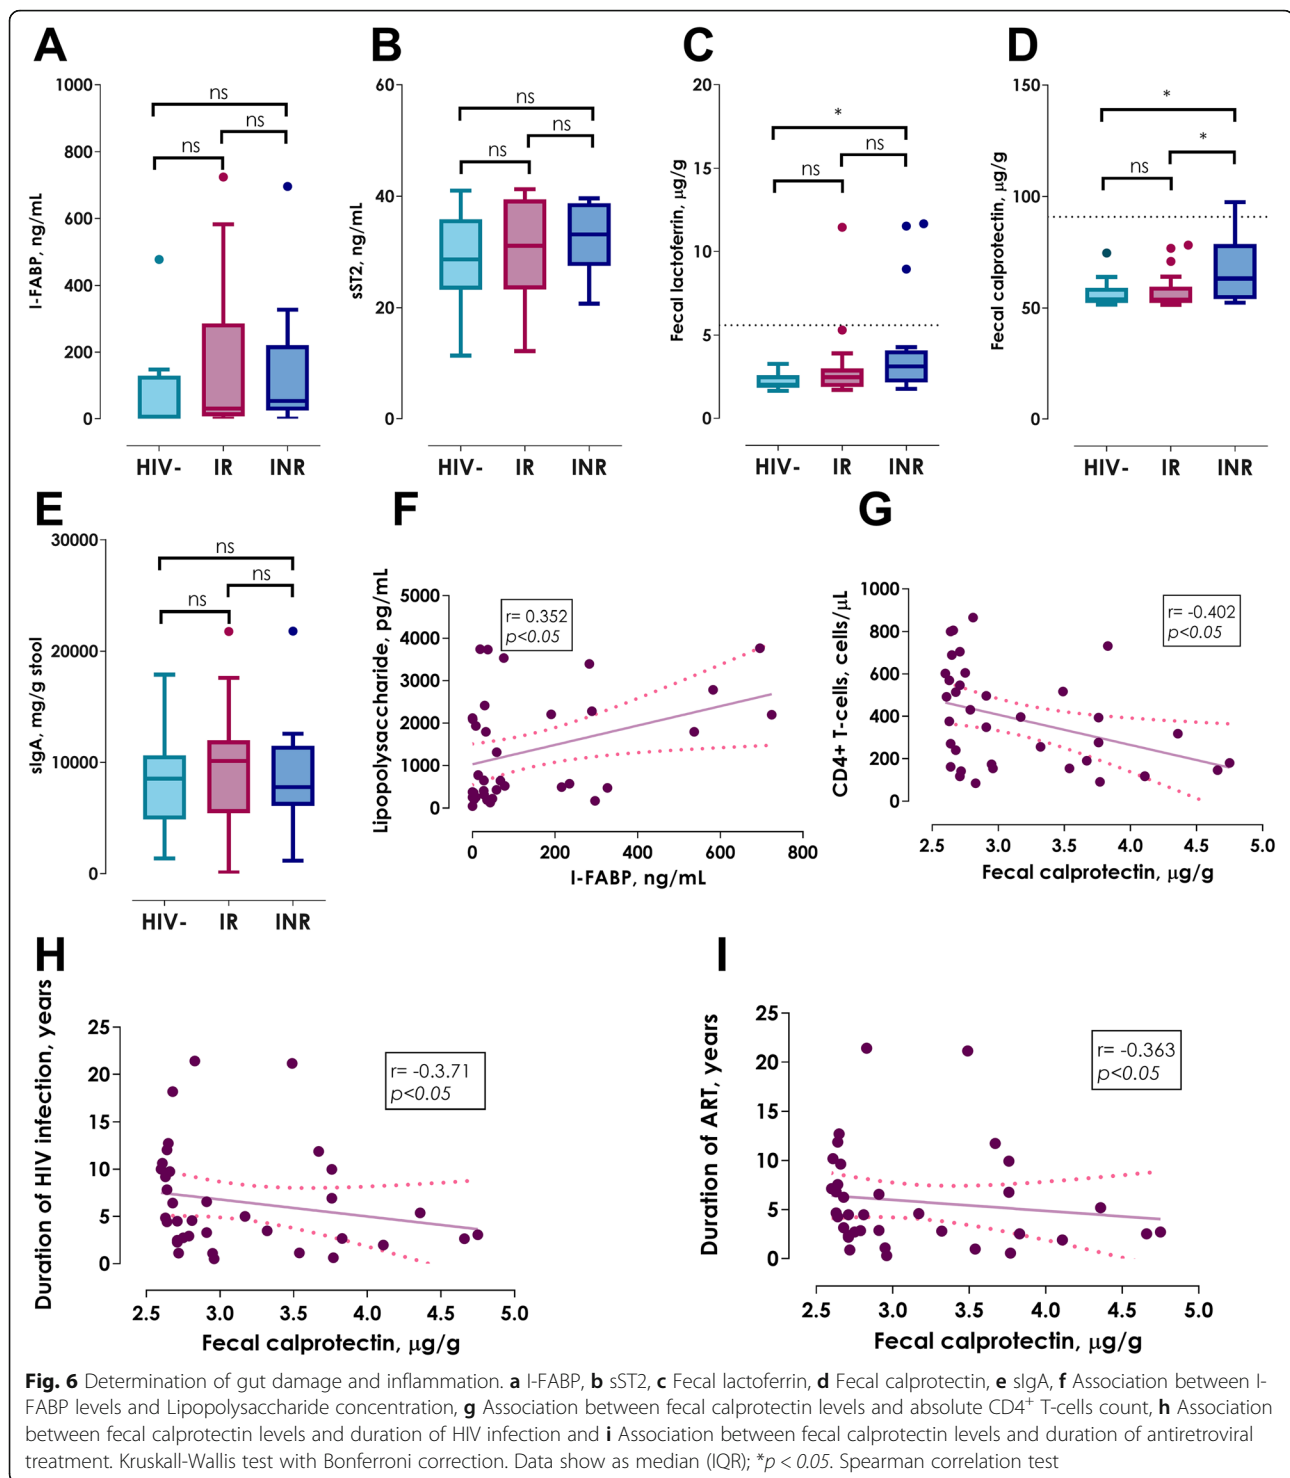 A
B
C
D
1000
800
600
400
200
0
I-FABP, ng/mL
ns
ns
ns
HIV-
IR
INR
60
40
20
0
sST2, ng/mL
ns
ns
ns
HIV-
IR
INR
20
15
10
5
0
Fecal lactoferrin, µg/g
*
ns
ns
HIV-
IR
INR
150
100
50
0
Fecal calprotectin, µg/g
*
*
ns
HIV-
IR
INR
E
F
G
30000
20000
10000
0
sIgA, mg/g stool
ns
ns
ns
HIV-
IR
INR
5000
4000
3000
2000
1000
0
Lipopolysaccharide, pg/mL
r= 0.352
p<0.05
0
200
400
600
800
I-FABP, ng/mL
1000
800
600
400
200
0
CD4+ T-cells, cells/µL
r= -0.402
p<0.05
2.5
3.0
3.5
4.0
4.5
5.0
Fecal calprotectin, µg/g
H
I
25
20
15
10
5
0
Duration of HIV infection, years
r= -0.3.71
p<0.05
2.5
3.0
3.5
4.0
4.5
5.0
Fecal calprotectin, µg/g
25
20
15
10
5
0
Duration of ART, years
r= -0.363
p<0.05
2.5
3.0
3.5
4.0
4.5
5.0
Fecal calprotectin, µg/g
Fig. 6 Determination of gut damage and inflammation. a I-FABP, b sST2, c Fecal lactoferrin, d Fecal calprotectin, e sIgA, f Association between I-
FABP levels and Lipopolysaccharide concentration, g Association between fecal calprotectin levels and absolute CD4⁺ T-cells count, h Association
between fecal calprotectin levels and duration of HIV infection and i Association between fecal calprotectin levels and duration of antiretroviral
treatment. Kruskall-Wallis test with Bonferroni correction. Data show as median (IQR); *p < 0.05. Spearman correlation test